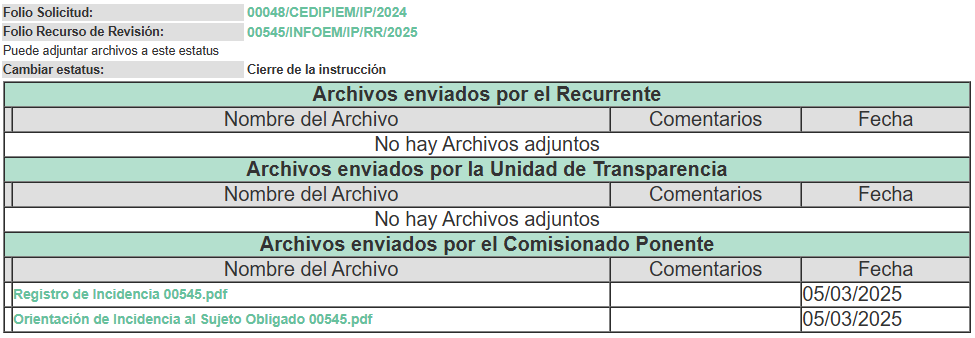 Folio Solicitud: 00048/CEDIPIEM/IP/2024
Folio Recurso de Revisión: 00545/INFOEM/IP/RR/2025
Puede adjuntar archivos a este estatus
Cambiar estatus: Cierre de la instrucción
Archivos enviados por el Recurrente
Nombre del Archivo Comentarios Fecha
No hay Archivos adjuntos
Archivos enviados por la Unidad de Transparencia
Nombre del Archivo Comentarios Fecha
No hay Archivos adjuntos
Archivos enviados por el Comisionado Ponente
Nombre del Archivo Comentarios Fecha
Registro de Incidencia 00545.pdf 05/03/2025
Orientación de Incidencia al Sujeto Obligado 00545.pdf 05/03/2025